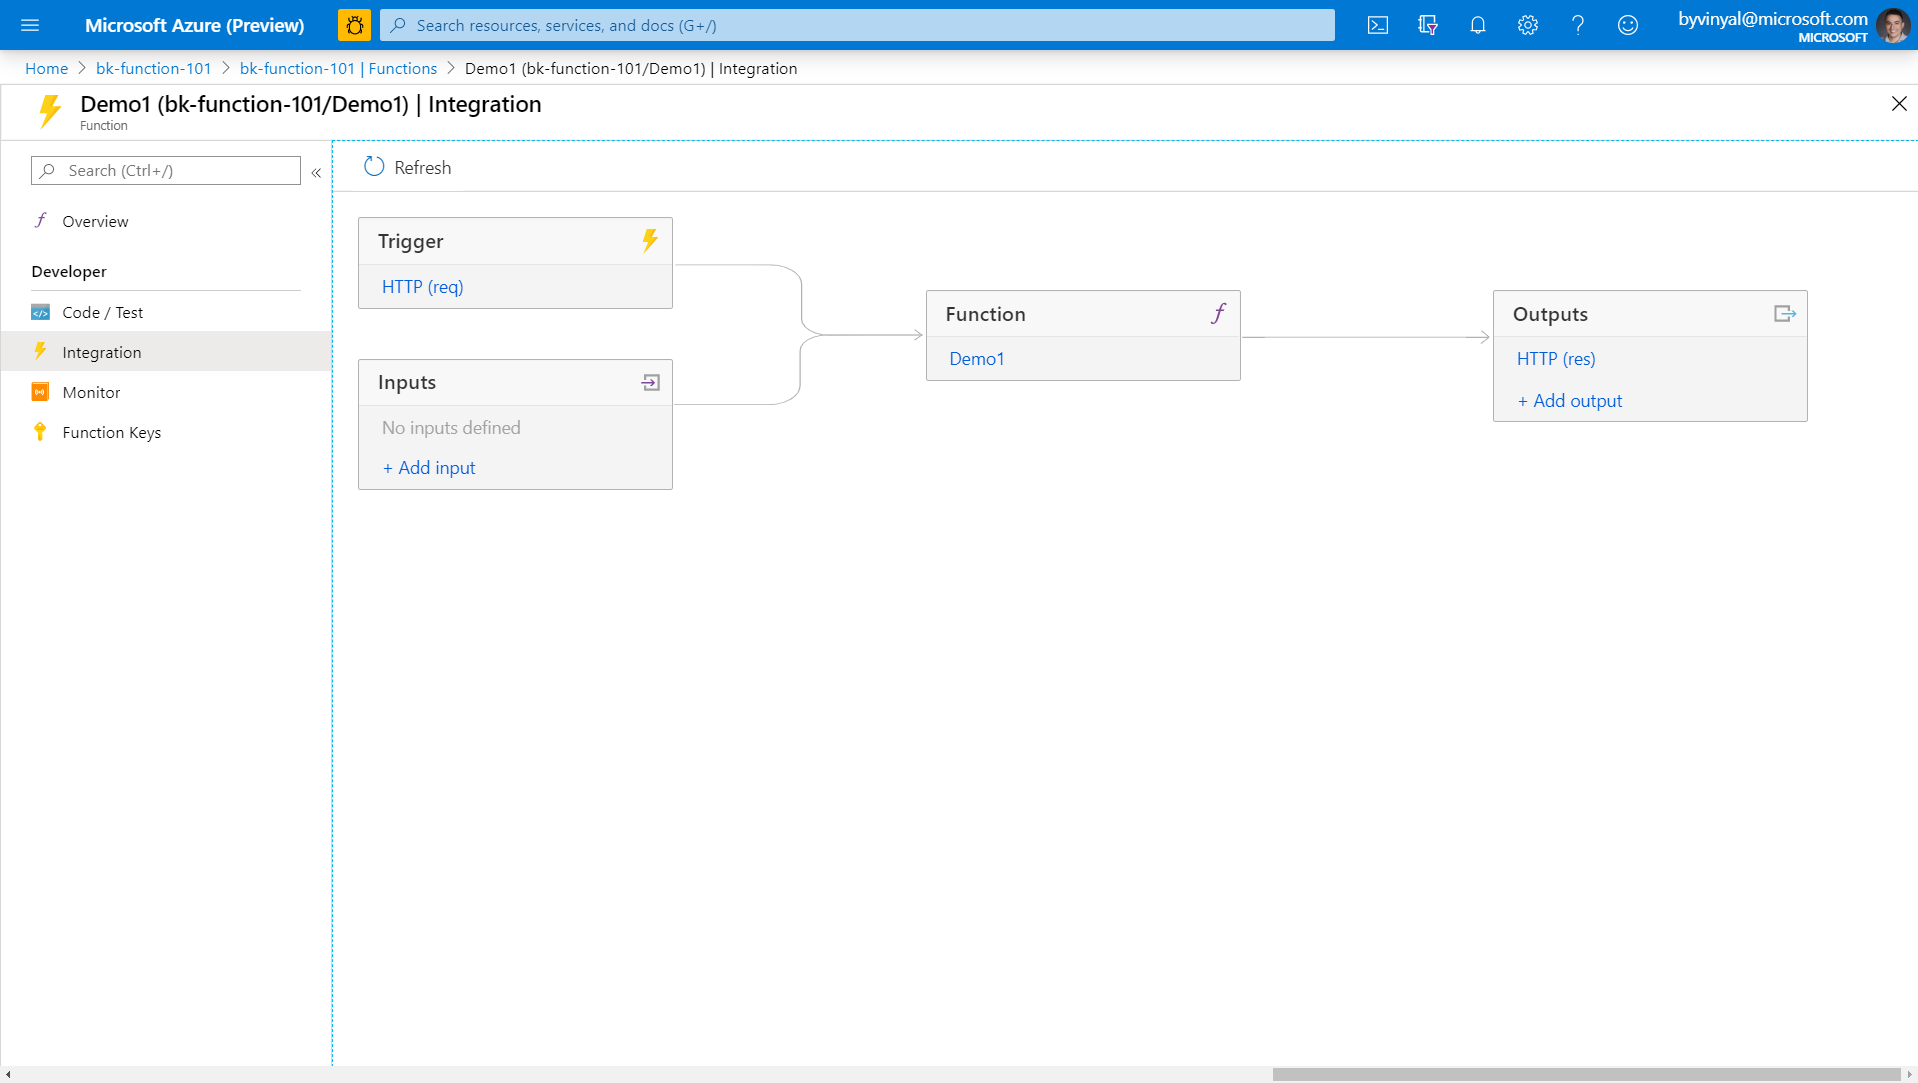 Microsoft Azure (Preview)
Search resources, services, and docs (G+/)
byvinyal@microsoft.com
MICROSOFT
Home > bk-function-101 > bk-function-101 | Functions > Demo1 (bk-function-101/Demo1) | Integration
Demo1 (bk-function-101/Demo1) | Integration
Function
Search (Ctrl+/)
«
Overview
Developer
Code / Test
Integration
Monitor
Function Keys
Refresh
Trigger
HTTP (req)
Inputs
No inputs defined
+ Add input
Function
Demo1
Outputs
HTTP (res)
+ Add output